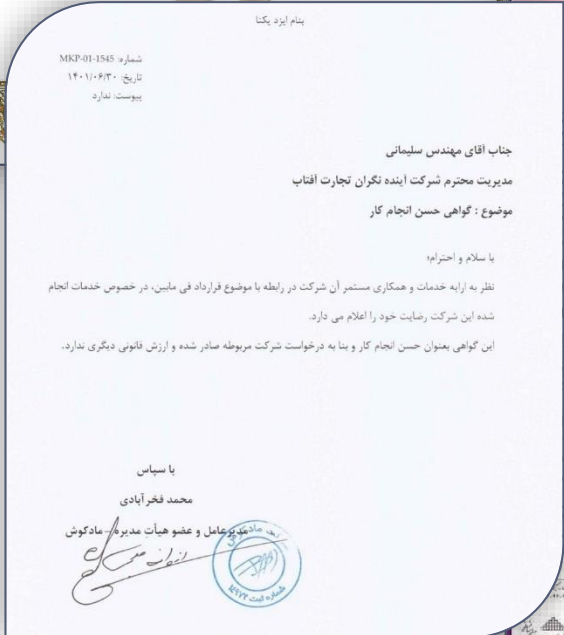 بنام ایزد یکتا
شماره: MKP-01-1545
تاریخ: ۱۴۰۱/۰۶/۳۰
پیوست: ندارد
جناب آقای مهندس سلیمانی
مدیریت محترم شرکت آینده نگران تجارت آفتاب
موضوع : گواهی حسن انجام کار
با سلام و احترام؛
نظر به ارایه خدمات و همکاری مستمر آن شرکت در رابطه با موضوع قرارداد فی مابین، در خصوص خدمات انجام
شده این شرکت رضایت خود را اعلام می دارد.
این گواهی بعنوان حسن انجام کار و بنا به درخواست شرکت مربوطه صادر شده و ارزش قانونی دیگری ندارد.
با سپاس
محمد فخرآبادی
مدیرعامل و عضو هیأت مدیره - مادکوش
شماره ثبت